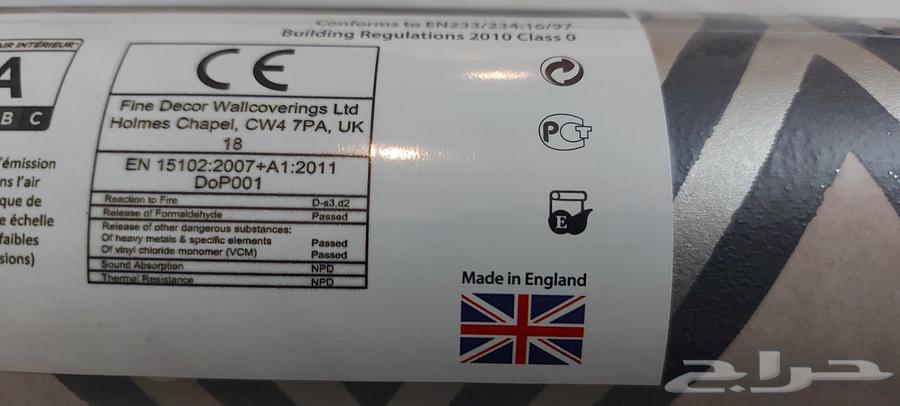 Conforms to EN233/234:16/97
Building Regulations 2010 Class 0
AIR INTÉRIEUR*
A
B C
'émission
ns l'air
que de
e échelle
faibles
sions)
CE
Fine Decor Wallcoverings Ltd
Holmes Chapel, CW4 7PA, UK
18
EN 15102:2007+A1:2011
DoP001
Reaction to Fire D-s3,d2
Release of Formaldehyde Passed
Release of other dangerous substances:
Of heavy metals & specific elements Passed
Of vinyl chloride monomer (VCM) Passed
Sound Absorption NPD
Thermal Resistance NPD
PCT
E
Made in England
حراج